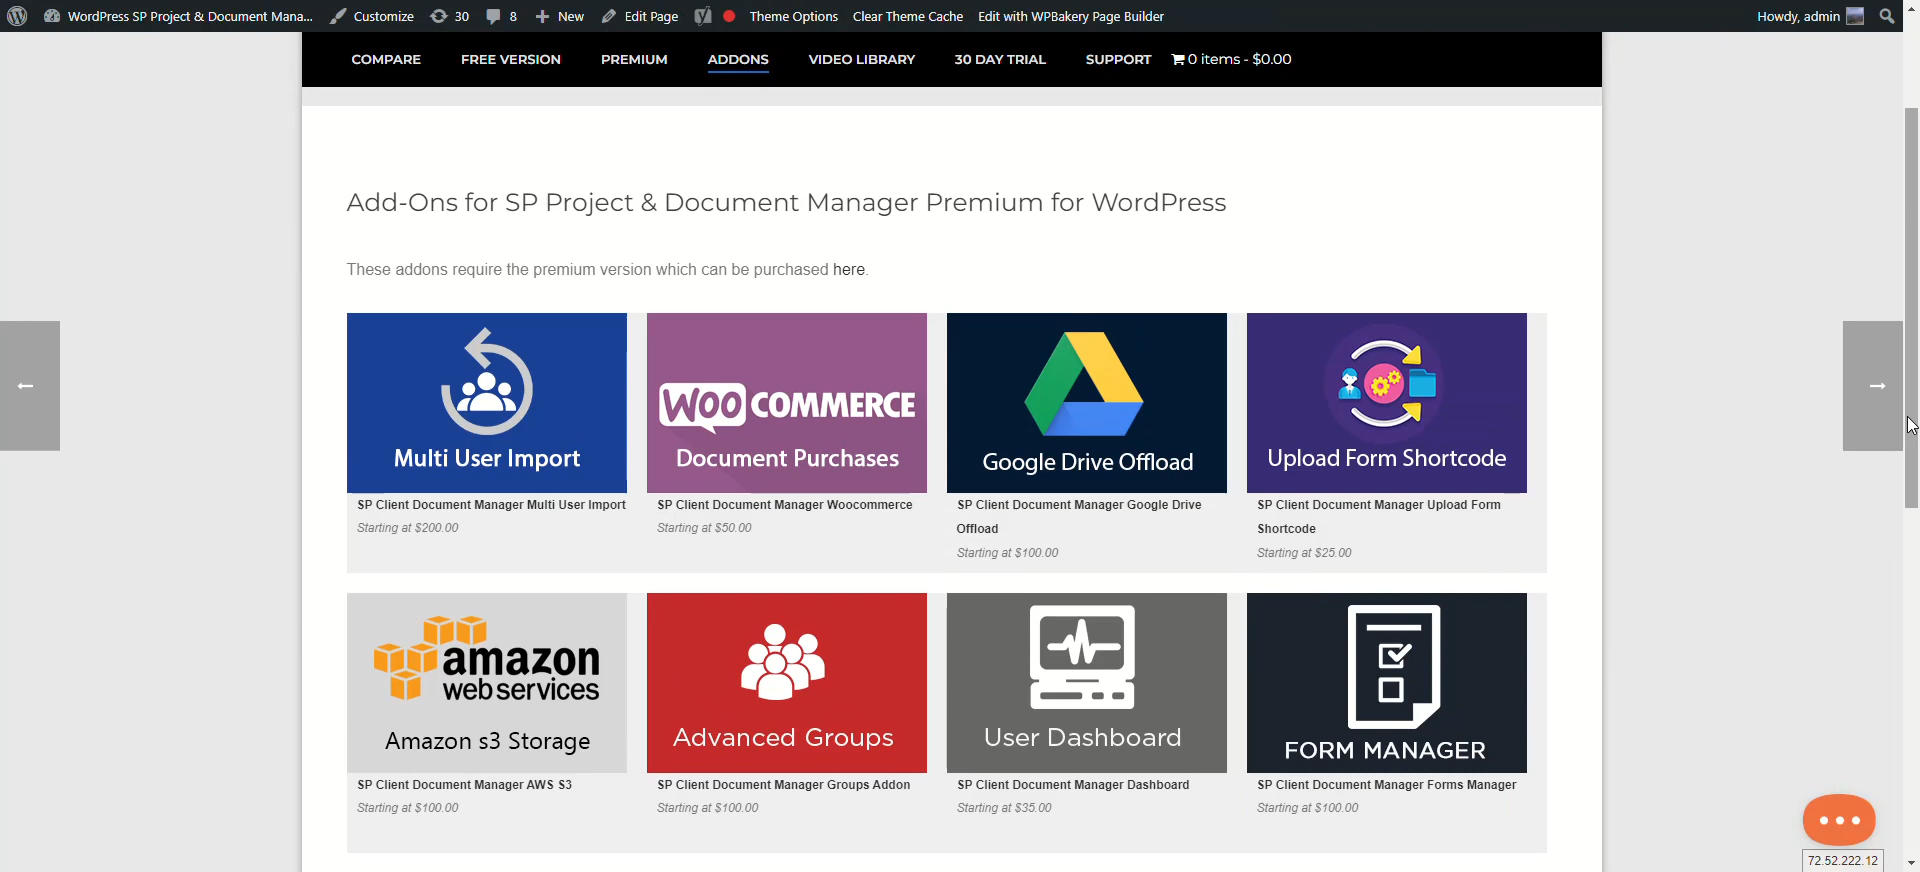 WordPress SP Project & Document Mana... Customize 30 8 New Edit Page Theme Options Clear Theme Cache Edit with WPBakery Page Builder Howdy, admin
COMPARE FREE VERSION PREMIUM ADDONS VIDEO LIBRARY 30 DAY TRIAL SUPPORT 0 items - $0.00
Add-Ons for SP Project & Document Manager Premium for WordPress
These addons require the premium version which can be purchased here.
Multi User Import
SP Client Document Manager Multi User Import
Starting at $200.00
WOO COMMERCE
Document Purchases
SP Client Document Manager Woocommerce
Starting at $50.00
Google Drive Offload
SP Client Document Manager Google Drive
Offload
Starting at $100.00
Upload Form Shortcode
SP Client Document Manager Upload Form
Shortcode
Starting at $25.00
amazon
web services
Amazon s3 Storage
SP Client Document Manager AWS S3
Starting at $100.00
Advanced Groups
SP Client Document Manager Groups Addon
Starting at $100.00
User Dashboard
SP Client Document Manager Dashboard
Starting at $35.00
FORM MANAGER
SP Client Document Manager Forms Manager
Starting at $100.00
72.52.222.12